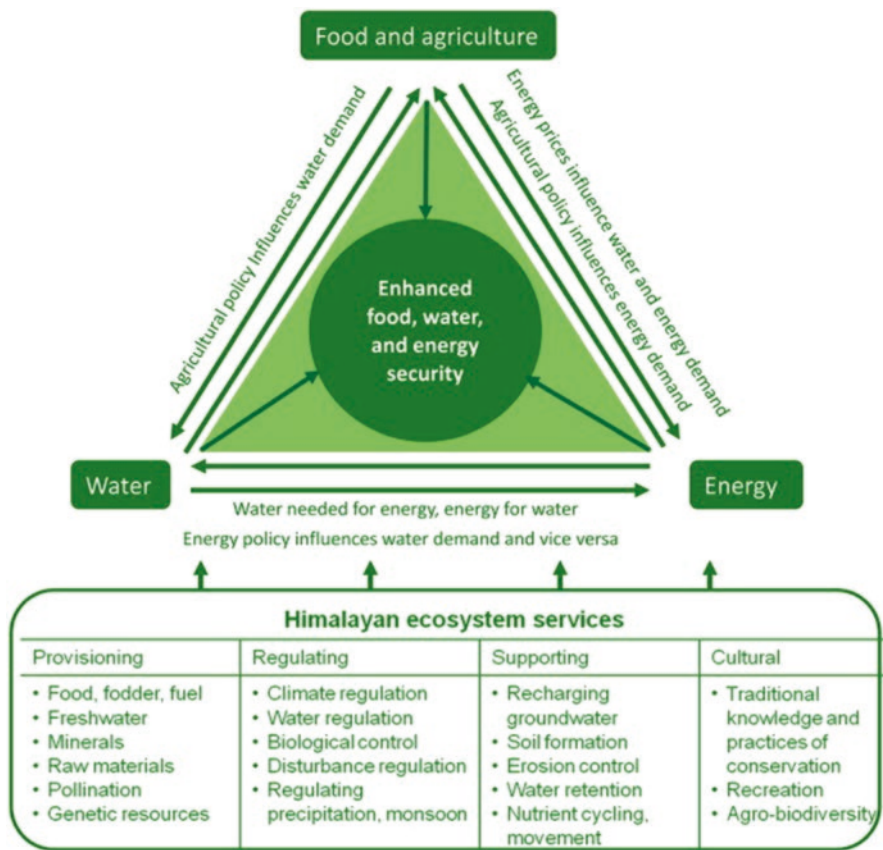 Food and agriculture
Agricultural policy Influences water demand
Energy prices influence water and energy demand
Agricultural policy influences energy demand
Enhanced
food, water,
and energy
security
Water
Energy
Water needed for energy, energy for water
Energy policy influences water demand and vice versa
Himalayan ecosystem services
Provisioning
• Food, fodder, fuel
• Freshwater
• Minerals
• Raw materials
• Pollination
• Genetic resources
Regulating
• Climate regulation
• Water regulation
• Biological control
• Disturbance regulation
• Regulating
precipitation, monsoon
Supporting
• Recharging
groundwater
• Soil formation
• Erosion control
• Water retention
• Nutrient cycling,
movement
Cultural
• Traditional
knowledge and
practices of
conservation
• Recreation
• Agro-biodiversity